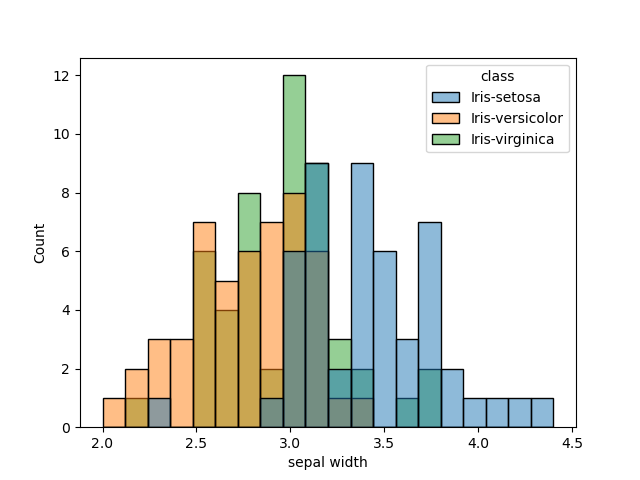 class
Iris-setosa
Iris-versicolor
Iris-virginica
12
10
8
6
4
2
0
Count
2.0 2.5 3.0 3.5 4.0 4.5
sepal width